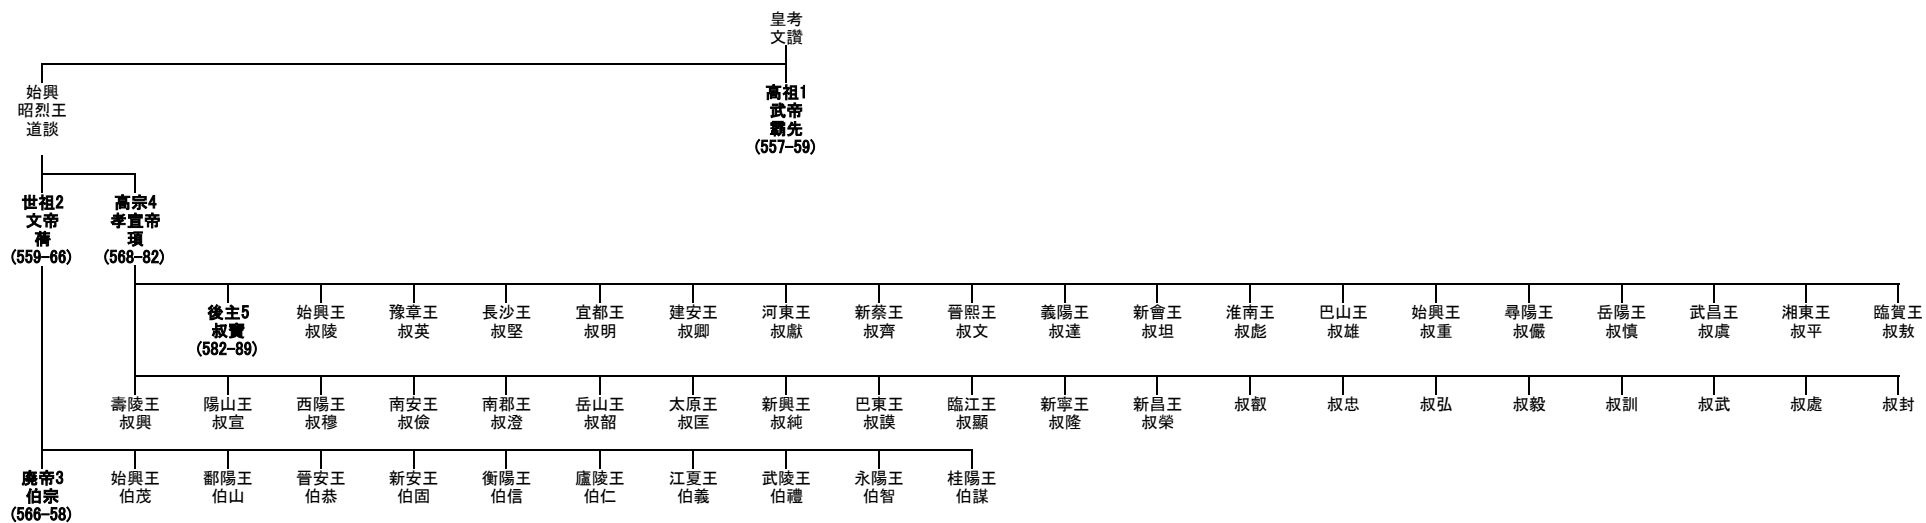 皇考
文讚
始興
昭烈王
道談
高祖1
武帝
霸先
(557-59)
世祖2
文帝
蒨
(559-66)
高宗4
孝宣帝
頊
(568-82)
後主5
叔寶
(582-89)
始興王
叔陵
豫章王
叔英
長沙王
叔堅
宜都王
叔明
建安王
叔卿
河東王
叔獻
新蔡王
叔齊
晉熙王
叔文
義陽王
叔達
新會王
叔坦
淮南王
叔彪
巴山王
叔雄
始興王
叔重
尋陽王
叔儼
岳陽王
叔慎
武昌王
叔虞
湘東王
叔平
臨賀王
叔敖
壽陵王
叔興
陽山王
叔宣
西陽王
叔穆
南安王
叔儉
南郡王
叔澄
岳山王
叔韶
太原王
叔匡
新興王
叔純
巴東王
叔謨
臨江王
叔顯
新寧王
叔隆
新昌王
叔榮
叔叡
叔忠
叔弘
叔毅
叔訓
叔武
叔處
叔封
廢帝3
伯宗
(566-58)
始興王
伯茂
鄱陽王
伯山
晉安王
伯恭
新安王
伯固
衡陽王
伯信
廬陵王
伯仁
江夏王
伯義
武陵王
伯禮
永陽王
伯智
桂陽王
伯謀